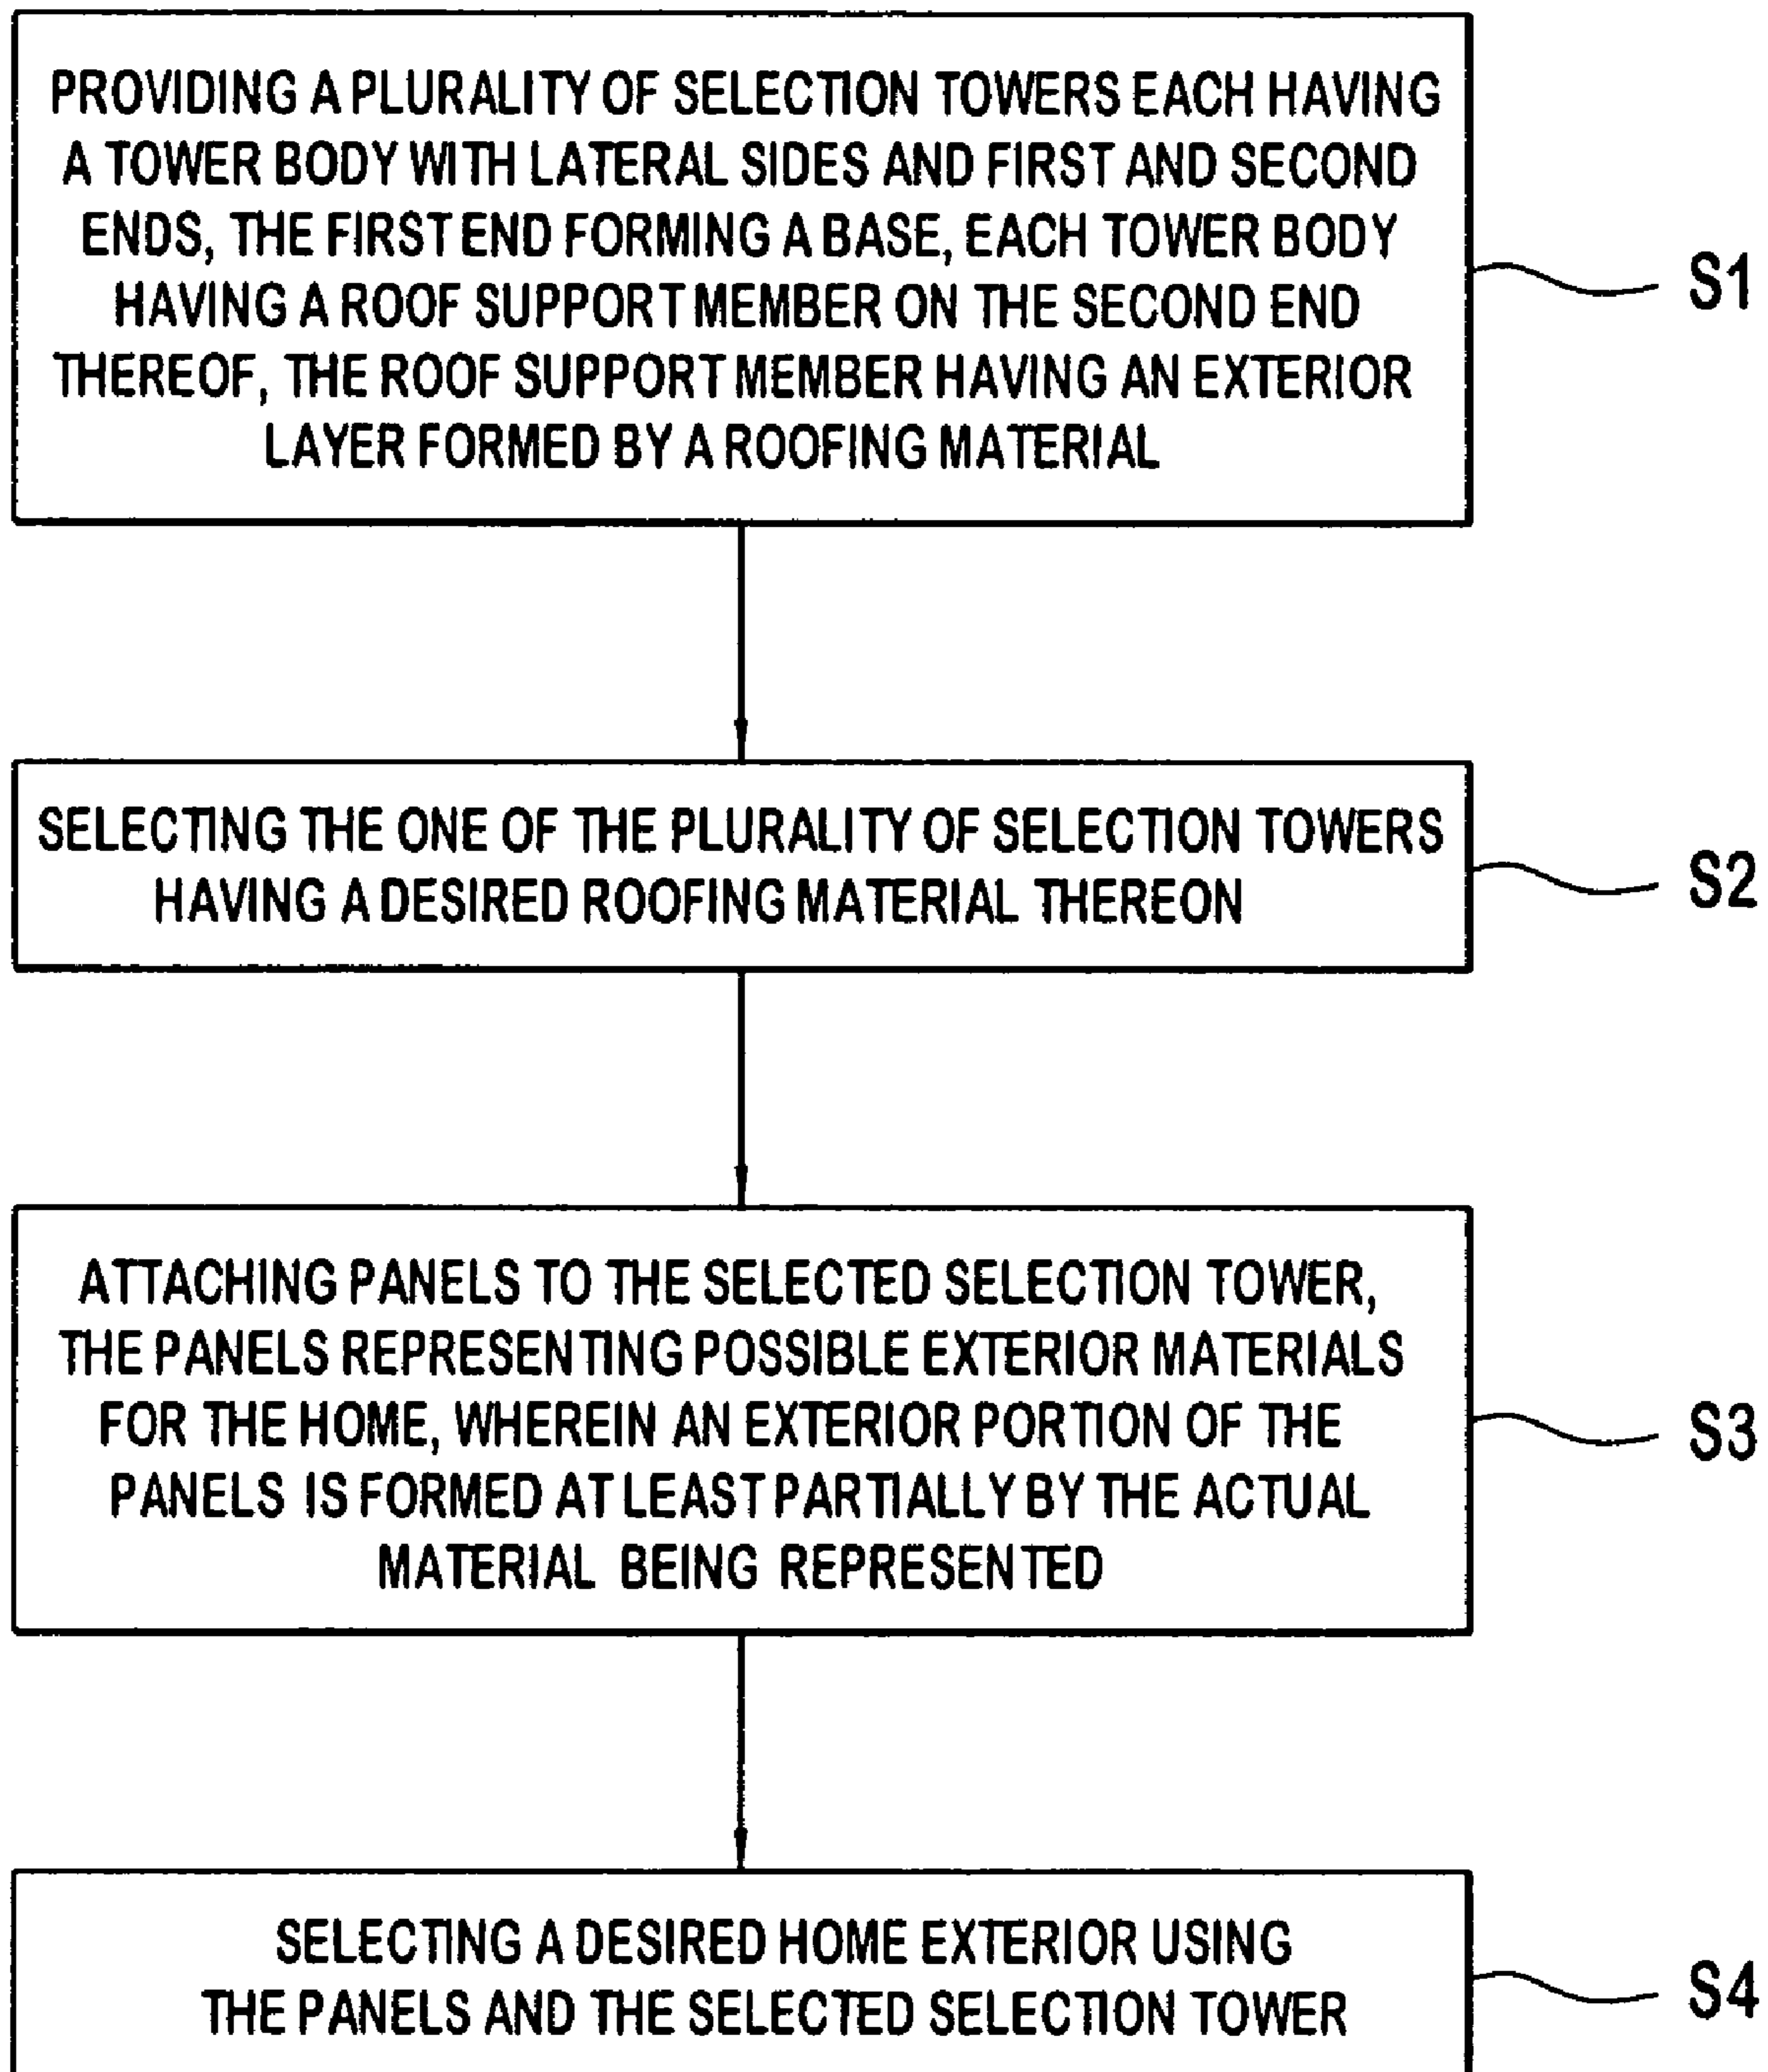 PROVIDING A PLURALITY OF SELECTION TOWERS EACH HAVING
A TOWER BODY WITH LATERAL SIDES AND FIRST AND SECOND
ENDS, THE FIRST END FORMING A BASE, EACH TOWER BODY
HAVING A ROOF SUPPORT MEMBER ON THE SECOND END
THEREOF, THE ROOF SUPPORT MEMBER HAVING AN EXTERIOR
LAYER FORMED BY A ROOFING MATERIAL
S1
SELECTING THE ONE OF THE PLURALITY OF SELECTION TOWERS
HAVING A DESIRED ROOFING MATERIAL THEREON
S2
ATTACHING PANELS TO THE SELECTED SELECTION TOWER,
THE PANELS REPRESENTING POSSIBLE EXTERIOR MATERIALS
FOR THE HOME, WHEREIN AN EXTERIOR PORTION OF THE
PANELS IS FORMED AT LEAST PARTIALLY BY THE ACTUAL
MATERIAL BEING REPRESENTED
S3
SELECTING A DESIRED HOME EXTERIOR USING
THE PANELS AND THE SELECTED SELECTION TOWER
S4